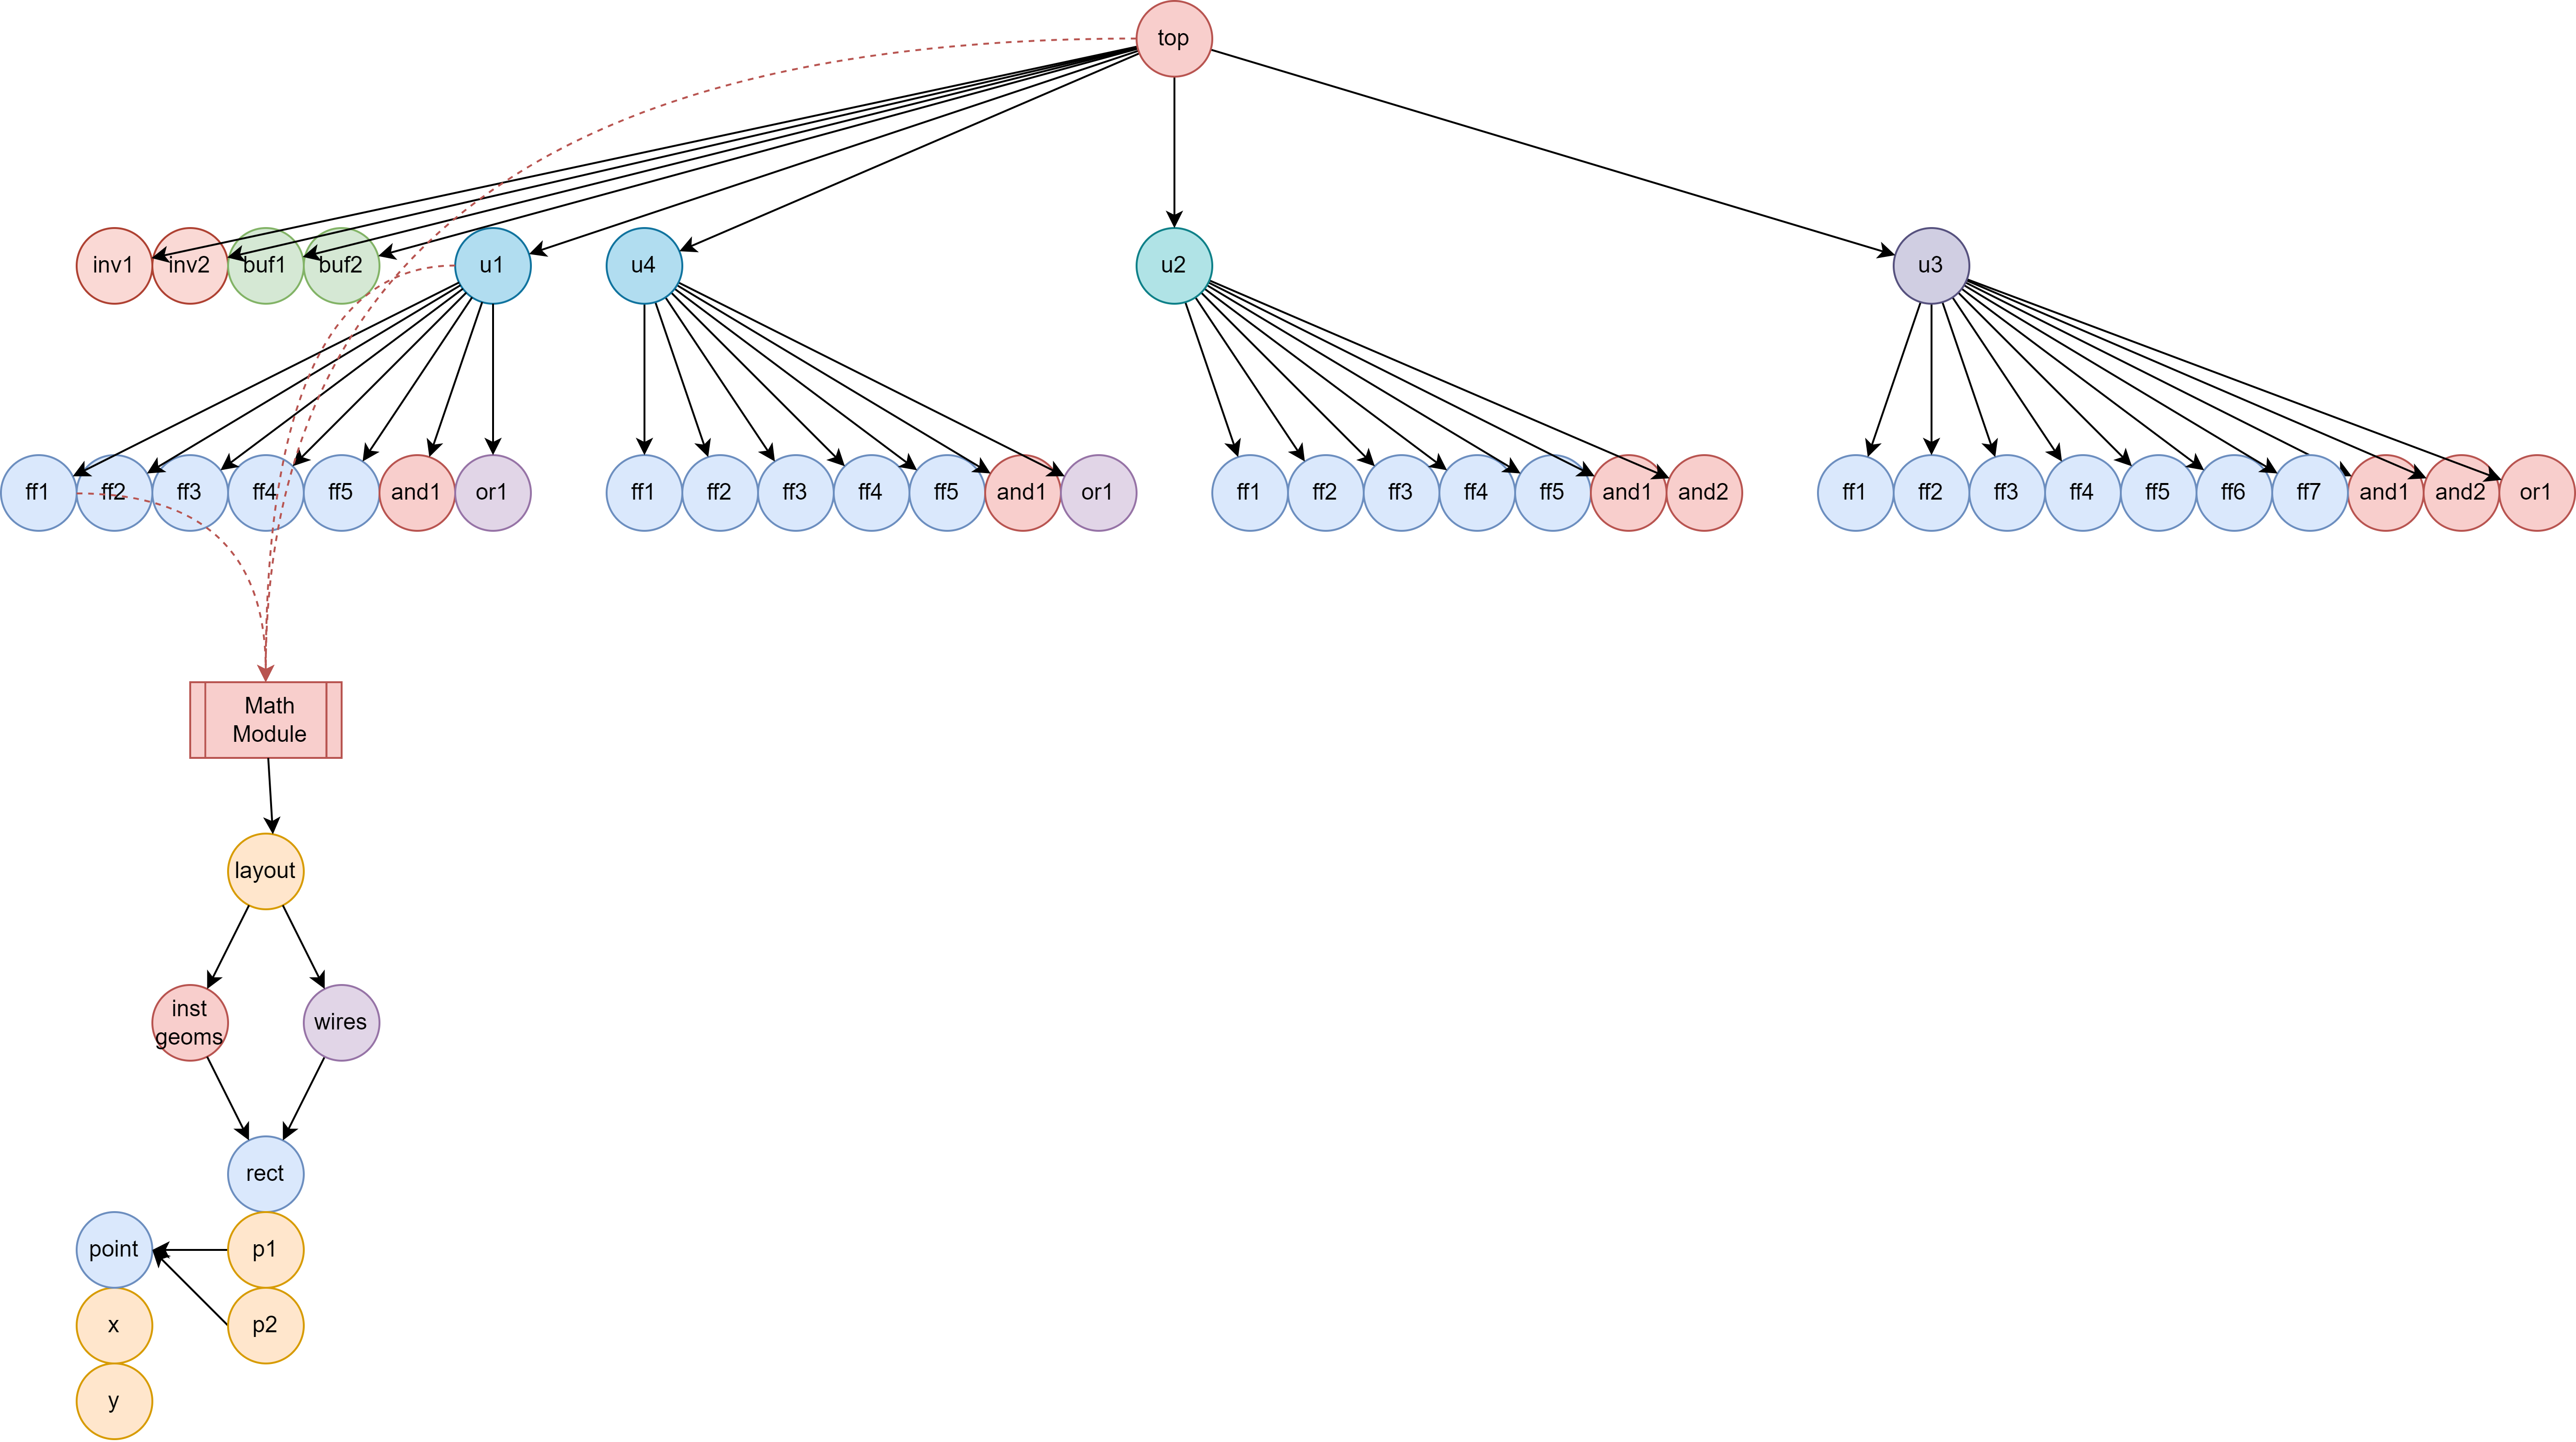 top
inv1
inv2
buf1
buf2
u1
u4
u2
u3
ff1
ff2
ff3
ff4
ff5
and1
or1
ff1
ff2
ff3
ff4
ff5
and1
or1
ff1
ff2
ff3
ff4
ff5
and1
and2
ff1
ff2
ff3
ff4
ff5
ff6
ff7
and1
and2
or1
Math
Module
layout
inst
geoms
wires
rect
point
p1
x
p2
y